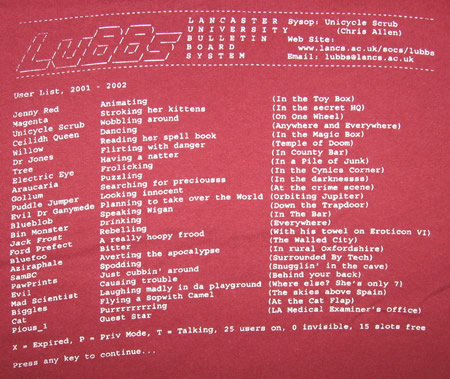 LuBBs
LANCASTER
UNIVERSITY
BULLETIN
BOARD
SYSTEM
Sysop: Unicycle Scrub
(Chris Allen)
Web Site:
www.lancs.ac.uk/socs/lubbs
Email: lubbs@lancs.ac.uk
User List, 2001 - 2002
Jenny Red Animating (In the Toy Box)
Magenta Stroking her kittens (In the secret HQ)
Unicycle Scrub Wobbling around (On One Wheel)
Ceilidh Queen Dancing (Anywhere and Everywhere)
Willow Reading her spell book (In the Magic Box)
Dr Jones Flirting with danger (Temple of Doom)
Tree Having a natter (In County Bar)
Electric Eye Frolicking (In a Pile of Junk)
Araucaria Puzzling (In the Cynics Corner)
Gollum Searching for preciousss (In the darknessss)
Puddle Jumper Looking innocent (At the crime scene)
Evil Dr Ganymede Planning to take over the World (Orbiting Jupiter)
Blueblob Speaking Wigan (Down the Trapdoor)
Bin Monster Drinking (In The Bar)
Jack Frost Rebelling (Everywhere)
Ford Prefect A really hoopy frood (With his towel on Eroticon VI)
Bluefoo Bitter (The Walled City)
Aziraphale Averting the apocalypse (In rural Oxfordshire)
SamBC Spodding (Surrounded By Tech)
PawPrints Just cubbin' around (Snugglin' in the cave)
Evil Causing trouble (Behind your back)
Mad Scientist Laughing madly in da playground (Where else? She's only 7)
Biggles Flying a Sopwith Camel (The skies above Spain)
Cat Purrrrrrrring (At the Cat Flap)
Pious_1 Guest Star (LA Medical Examiner's Office)
X = Expired, P = Priv Mode, T = Talking, 25 users on, 0 invisible, 15 slots free
Press any key to continue...